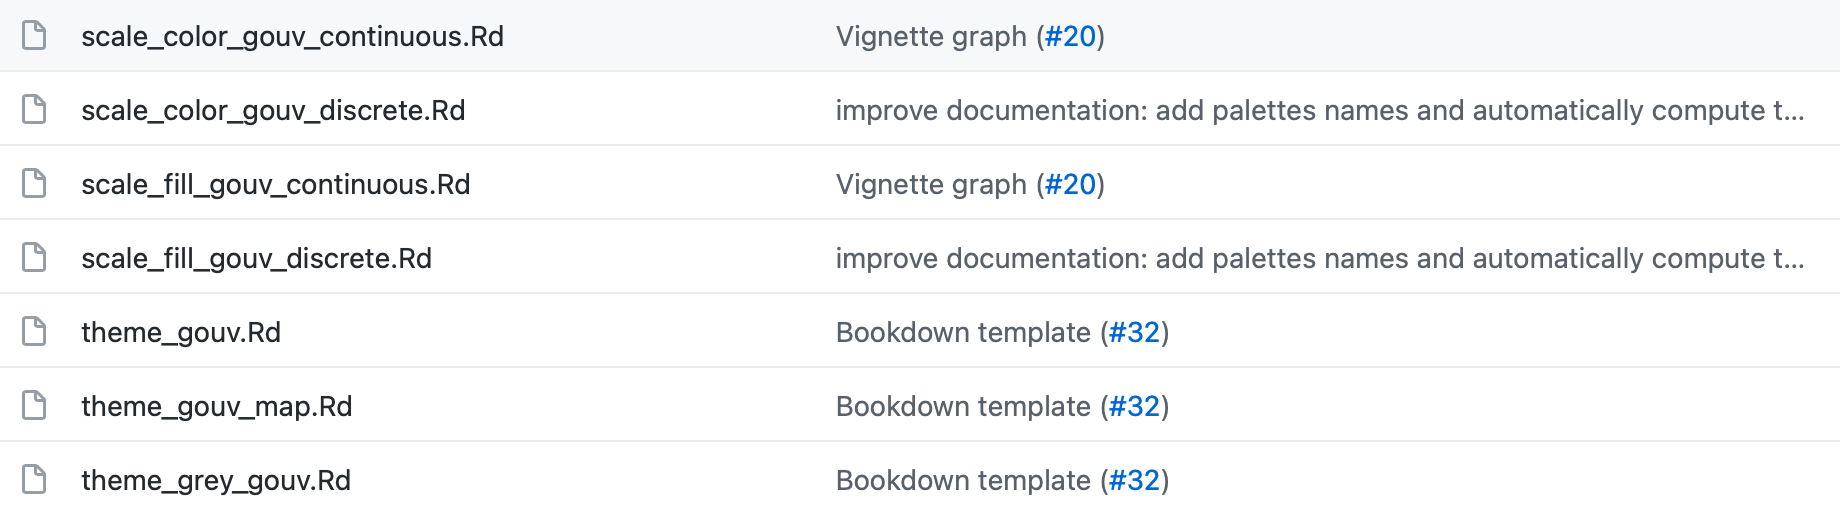 scale_color_gouv_continuous.Rd Vignette graph (#20)
scale_color_gouv_discrete.Rd improve documentation: add palettes names and automatically compute t...
scale_fill_gouv_continuous.Rd Vignette graph (#20)
scale_fill_gouv_discrete.Rd improve documentation: add palettes names and automatically compute t...
theme_gouv.Rd Bookdown template (#32)
theme_gouv_map.Rd Bookdown template (#32)
theme_grey_gouv.Rd Bookdown template (#32)